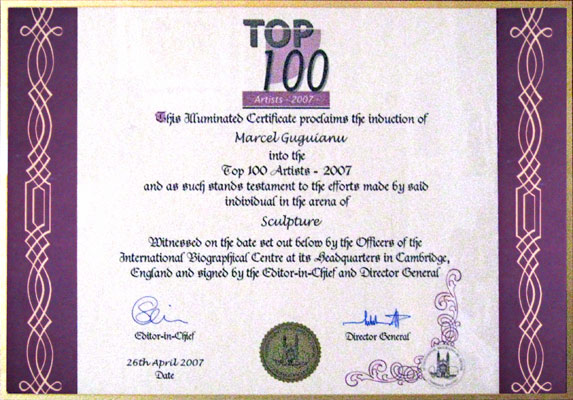 TOP
100
Artists - 2007
This Illuminated Certificate proclaims the induction of
Marcel Guguianu
into the
Top 100 Artists - 2007
and as such stands testament to the efforts made by said
individual in the arena of
Sculpture
Witnessed on the date set out below by the Officers of the
International Biographical Centre at its Headquarters in Cambridge,
England and signed by the Editor-in-Chief and Director General
Editor-in-Chief
Director General
26th April 2007
Date